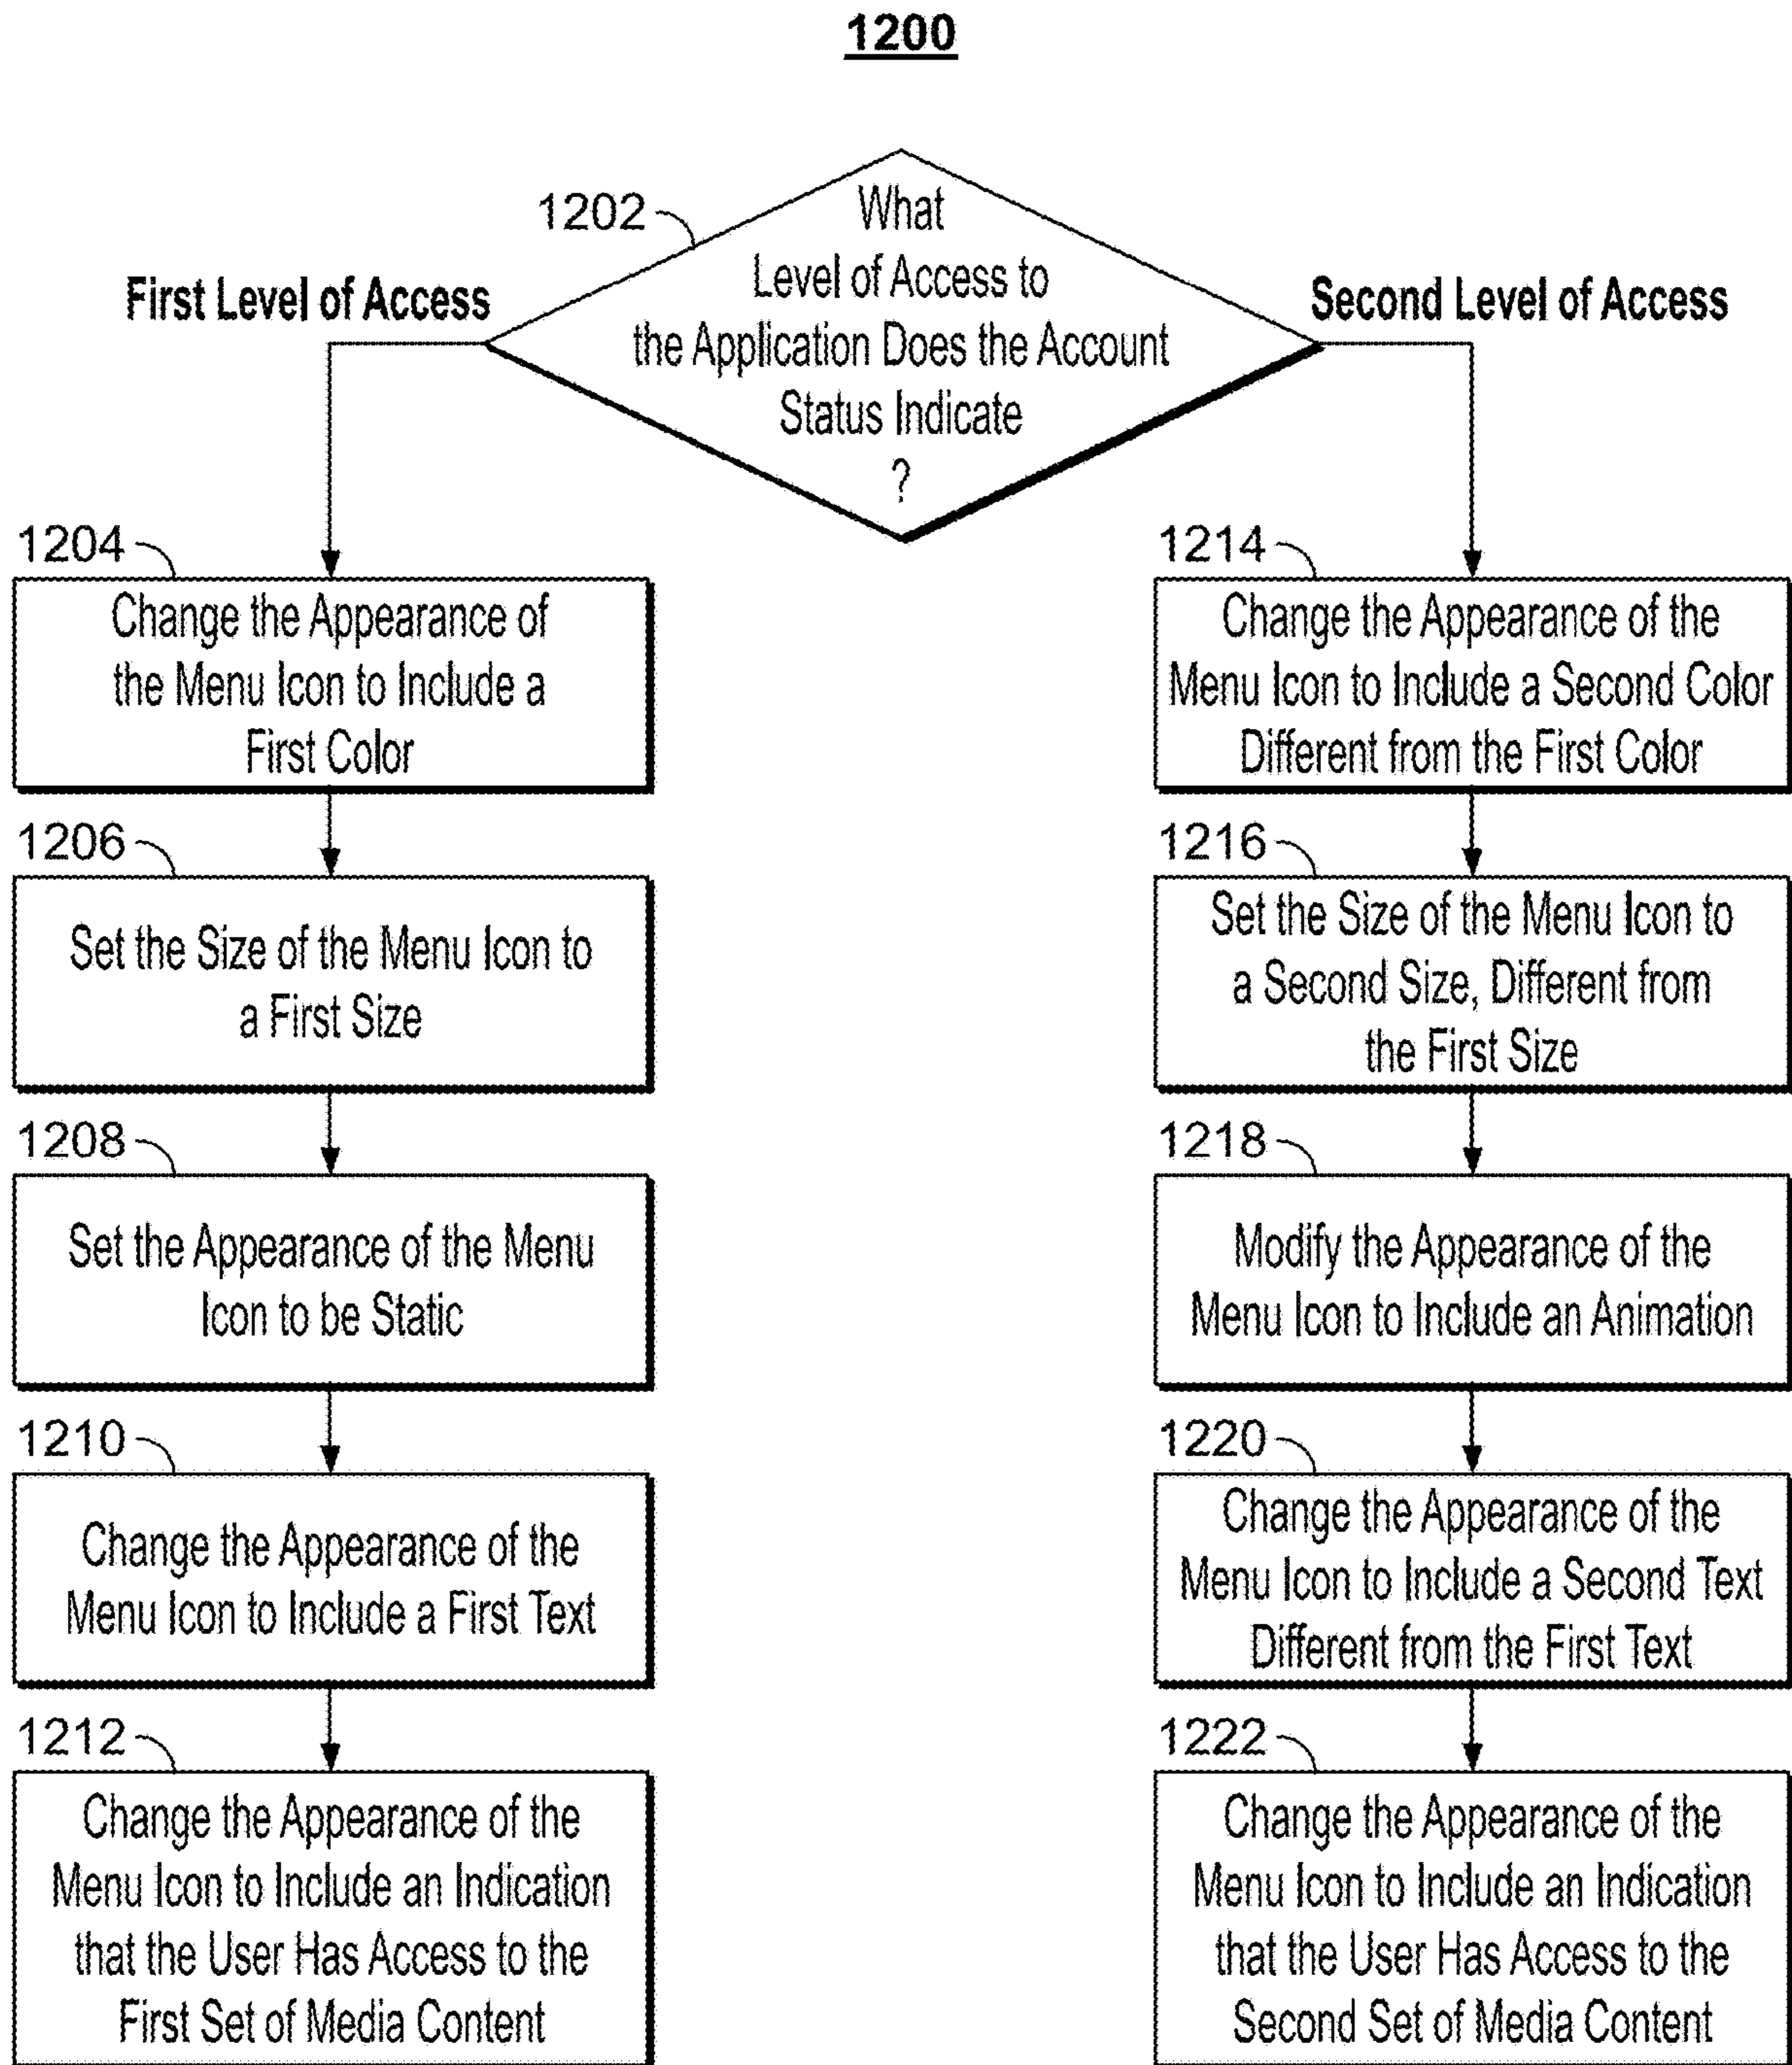 1200
1202
What
Level of Access to
the Application Does the Account
Status Indicate
?
First Level of Access
Second Level of Access
1204
Change the Appearance of
the Menu Icon to Include a
First Color
1206
Set the Size of the Menu Icon to
a First Size
1208
Set the Appearance of the Menu
Icon to be Static
1210
Change the Appearance of the
Menu Icon to Include a First Text
1212
Change the Appearance of the
Menu Icon to Include an Indication
that the User Has Access to the
First Set of Media Content
1214
Change the Appearance of the
Menu Icon to Include a Second Color
Different from the First Color
1216
Set the Size of the Menu Icon to
a Second Size, Different from
the First Size
1218
Modify the Appearance of the
Menu Icon to Include an Animation
1220
Change the Appearance of the
Menu Icon to Include a Second Text
Different from the First Text
1222
Change the Appearance of the
Menu Icon to Include an Indication
that the User Has Access to the
Second Set of Media Content